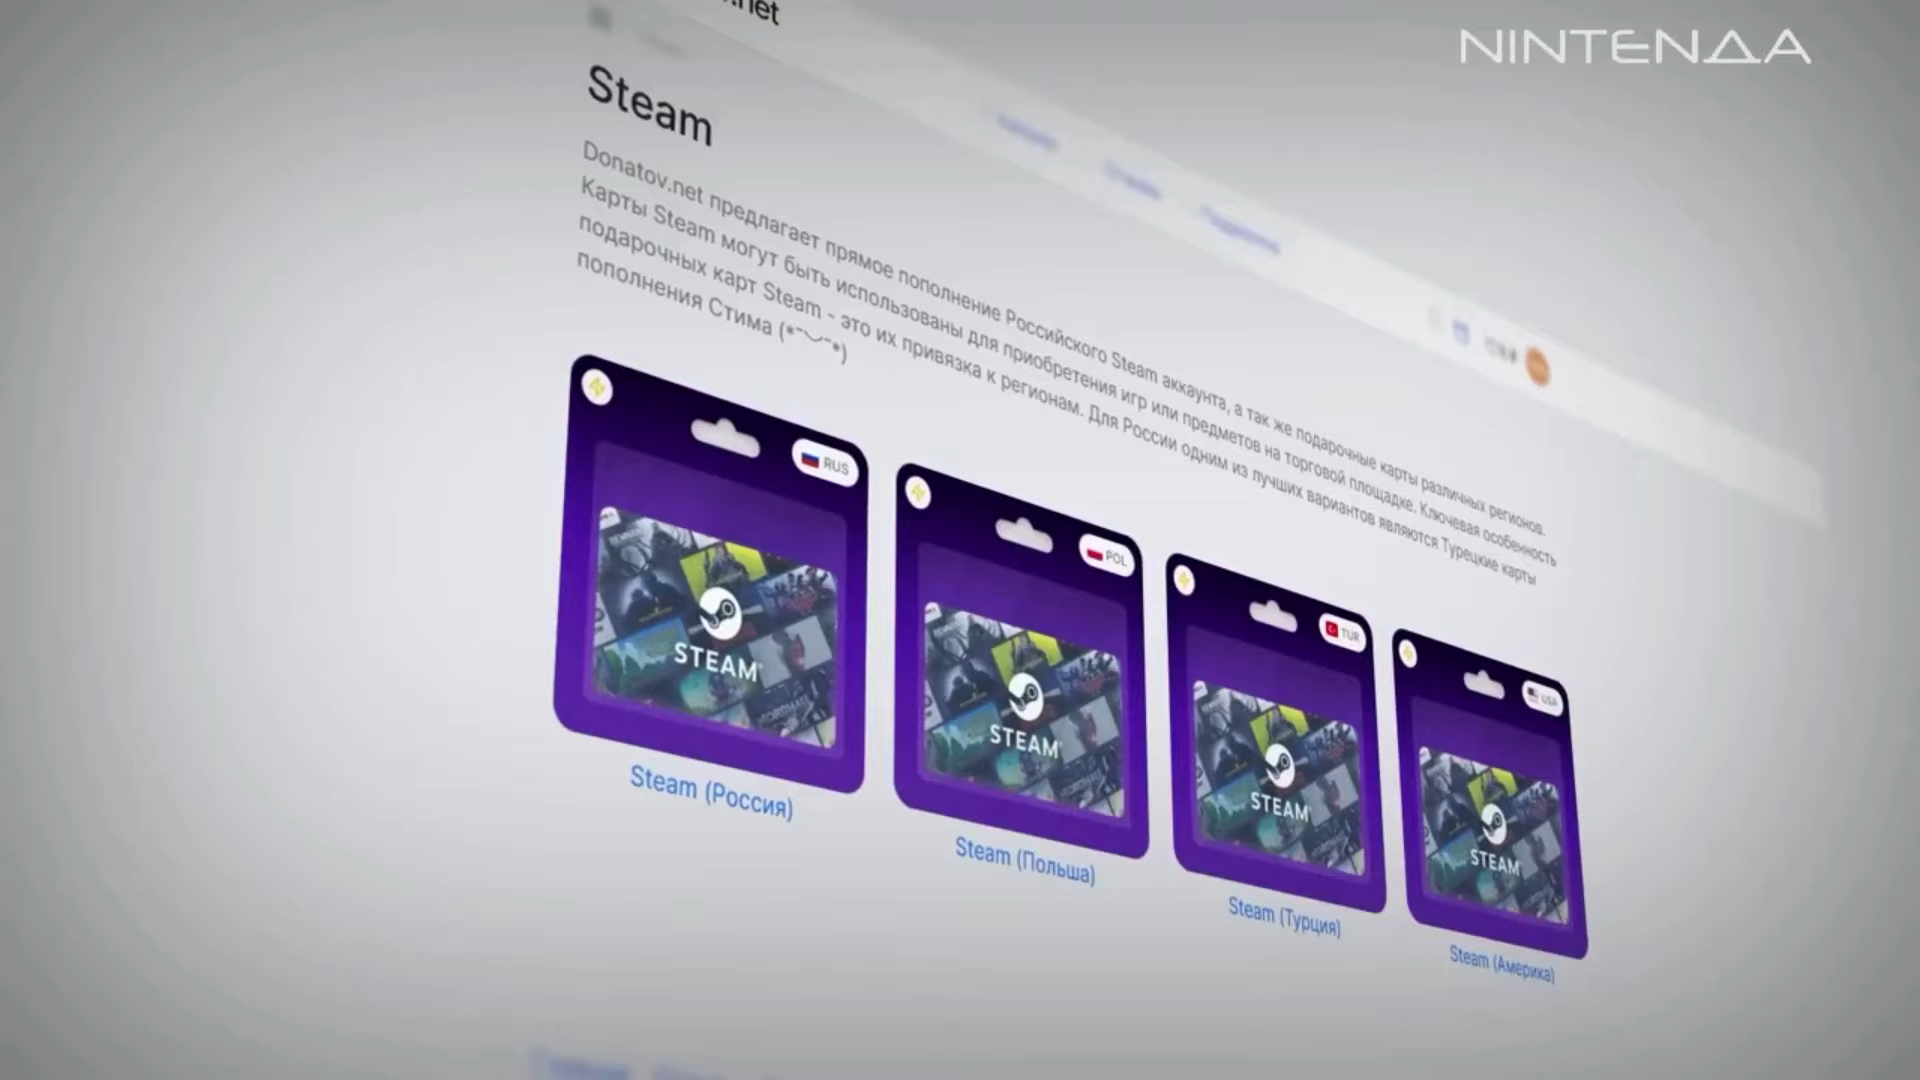 .net
NINTENДA
Steam
Donatov.net предлагает прямое пополнение Российского Steam аккаунта, а так же подарочные карты различных регионов.
Карты Steam могут быть использованы для приобретения игр или предметов на торговой площадке. Ключевая особенность
подарочных карт Steam - это их привязка к регионам. Для России одним из лучших вариантов являются Турецкие карты
пополнения Стима (*¯︶¯*)
RUS
STEAM
Steam (Россия)
POL
STEAM
Steam (Польша)
TUR
STEAM
Steam (Турция)
USA
STEAM
Steam (Америка)